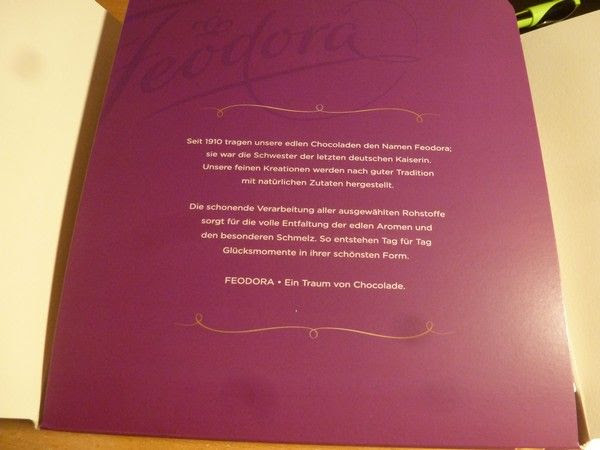 Feodora
Seit 1910 tragen unsere edlen Chocoladen den Namen Feodora;
sie war die Schwester der letzten deutschen Kaiserin.
Unsere feinen Kreationen werden nach guter Tradition
mit natürlichen Zutaten hergestellt.
Die schonende Verarbeitung aller ausgewählten Rohstoffe
sorgt für die volle Entfaltung der edlen Aromen und
den besonderen Schmelz. So entstehen Tag für Tag
Glücksmomente in ihrer schönsten Form.
FEODORA • Ein Traum von Chocolade.